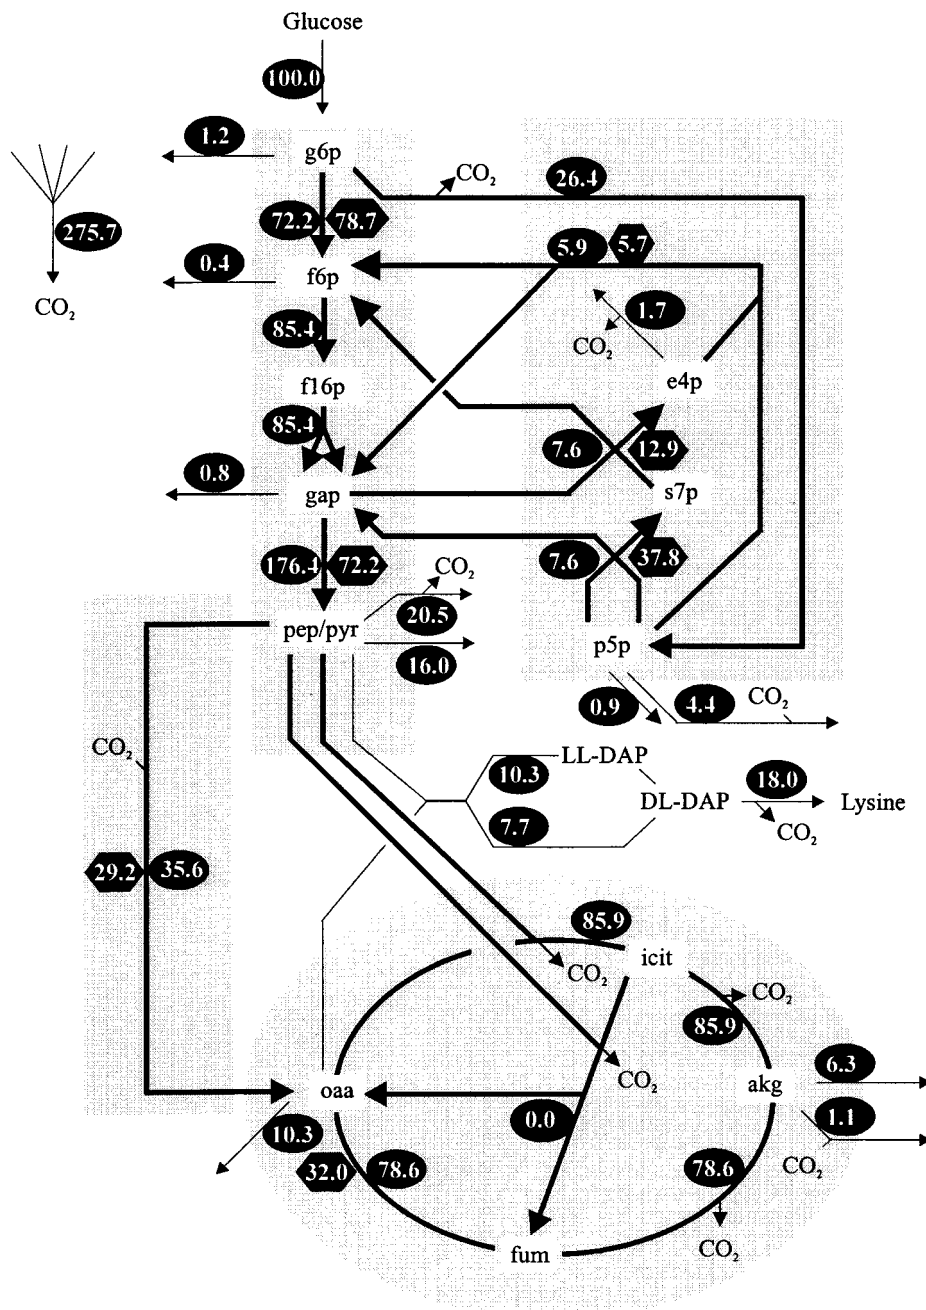 Glucose
100.0
1.2
g6p
CO2
26.4
275.7
72.2 78.7
5.9 5.7
0.4
f6p
CO2
1.7
CO2
85.4
f16p
e4p
85.4
7.6 12.9
0.8
gap
s7p
176.4 72.2
7.6 37.8
CO2
20.5
pep/pyr
16.0
p5p
0.9
4.4
CO2
CO2
10.3
LL-DAP
18.0
DL-DAP
Lysine
7.7
CO2
29.2 35.6
85.9
icit
CO2
CO2
85.9
CO2
akg
6.3
oaa
0.0
1.1
10.3
CO2
32.0 78.6
78.6
CO2
fum